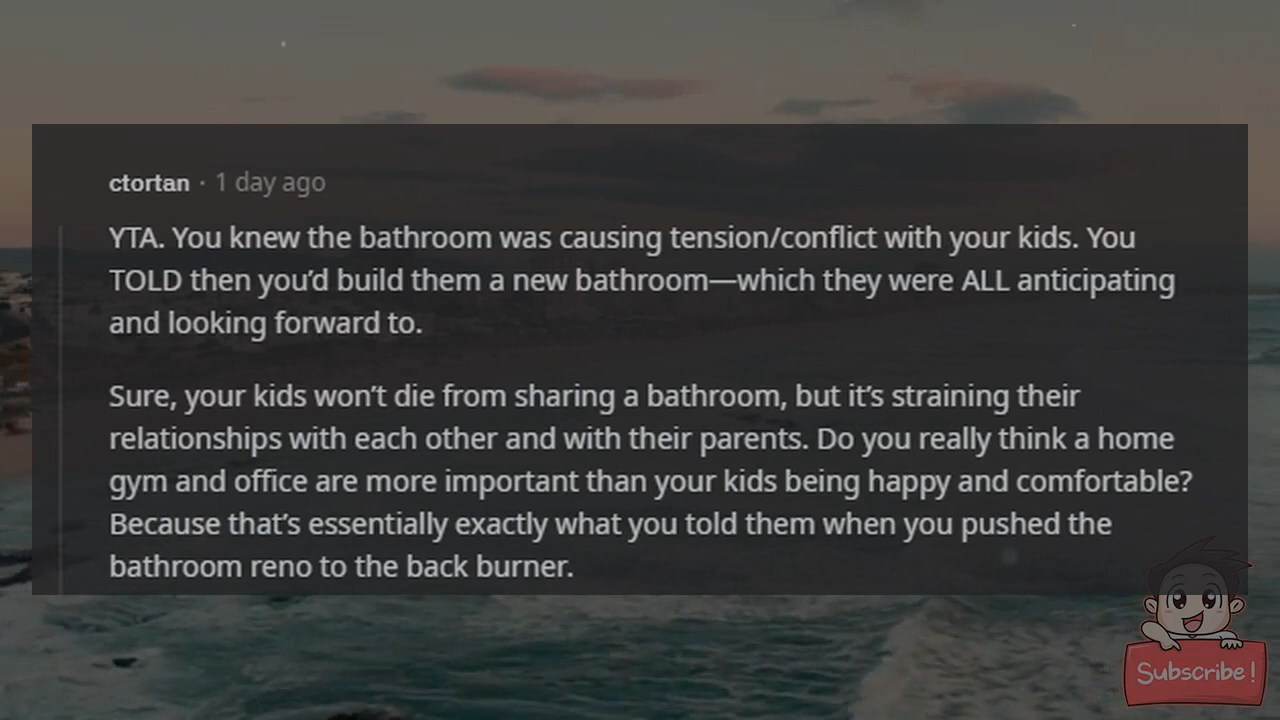 ctortan · 1 day ago
YTA. You knew the bathroom was causing tension/conflict with your kids. You
TOLD then you’d build them a new bathroom—which they were ALL anticipating
and looking forward to.
Sure, your kids won’t die from sharing a bathroom, but it’s straining their
relationships with each other and with their parents. Do you really think a home
gym and office are more important than your kids being happy and comfortable?
Because that’s essentially exactly what you told them when you pushed the
bathroom reno to the back burner.
Subscribe!